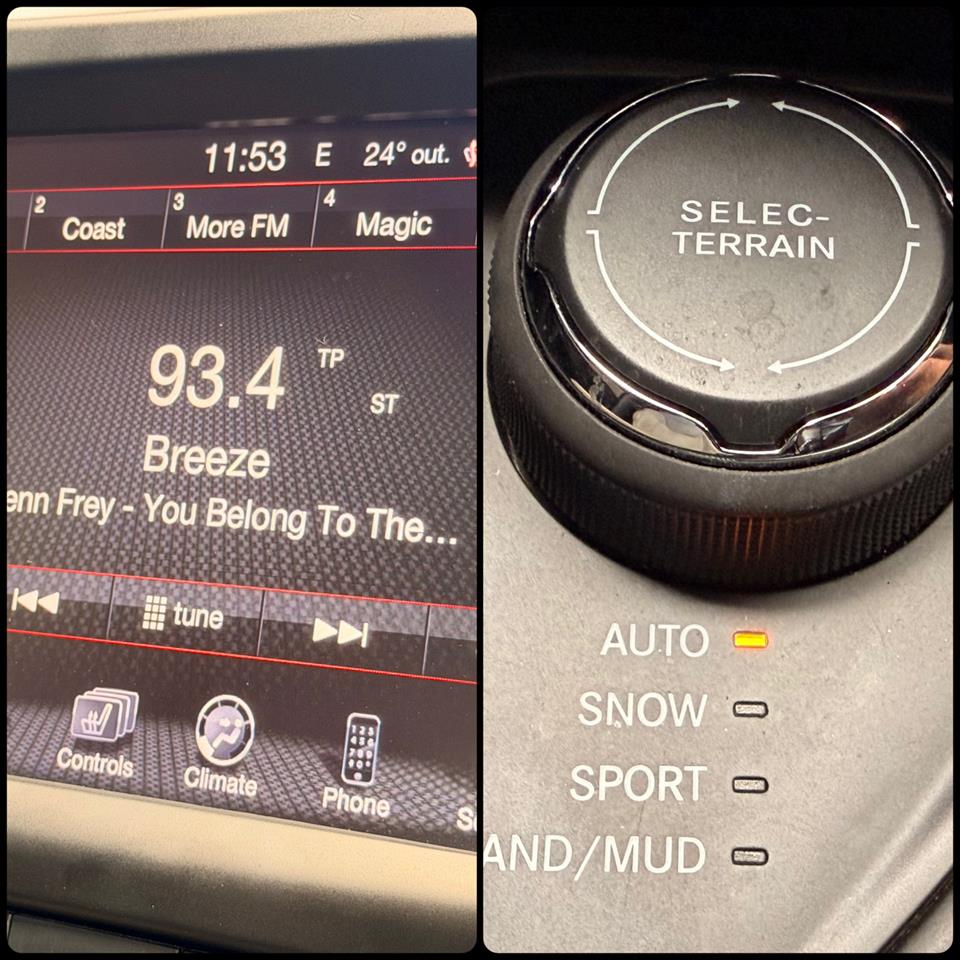 11:53 E 24° out.
2 Coast 3 More FM 4 Magic
93.4 TP
ST
Breeze
enn Frey - You Belong To The...
tune
Controls Climate Phone
SELEC-
TERRAIN
AUTO
SNOW
SPORT
AND/MUD